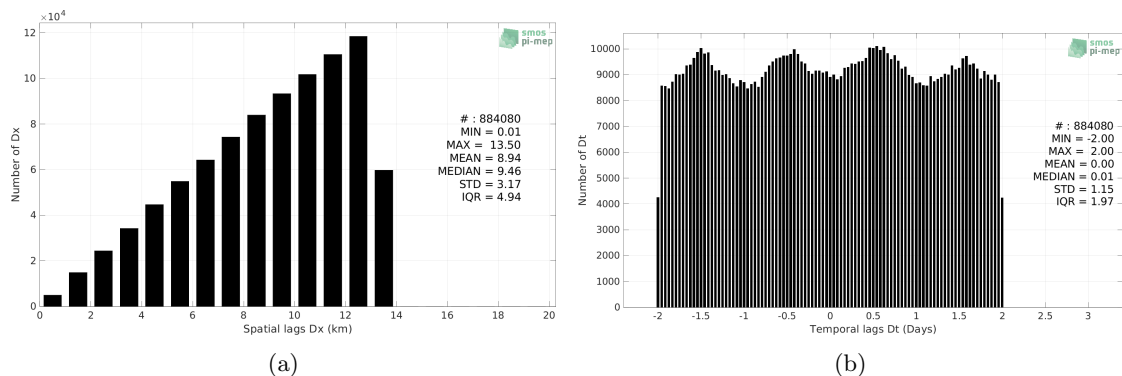 ×10⁴
12
10
8
6
4
2
0
Number of Dx
0 2 4 6 8 10 12 14 16 18 20
Spatial lags Dx (km)
smos
pi-mep
# : 884080
MIN = 0.01
MAX = 13.50
MEAN = 8.94
MEDIAN = 9.46
STD = 3.17
IQR = 4.94
(a)
10000
9000
8000
7000
6000
5000
4000
3000
2000
1000
0
Number of Dt
-2 -1.5 -1 -0.5 0 0.5 1 1.5 2 2.5 3
Temporal lags Dt (Days)
smos
pi-mep
# : 884080
MIN = -2.00
MAX = 2.00
MEAN = 0.00
MEDIAN = 0.01
STD = 1.15
IQR = 1.97
(b)